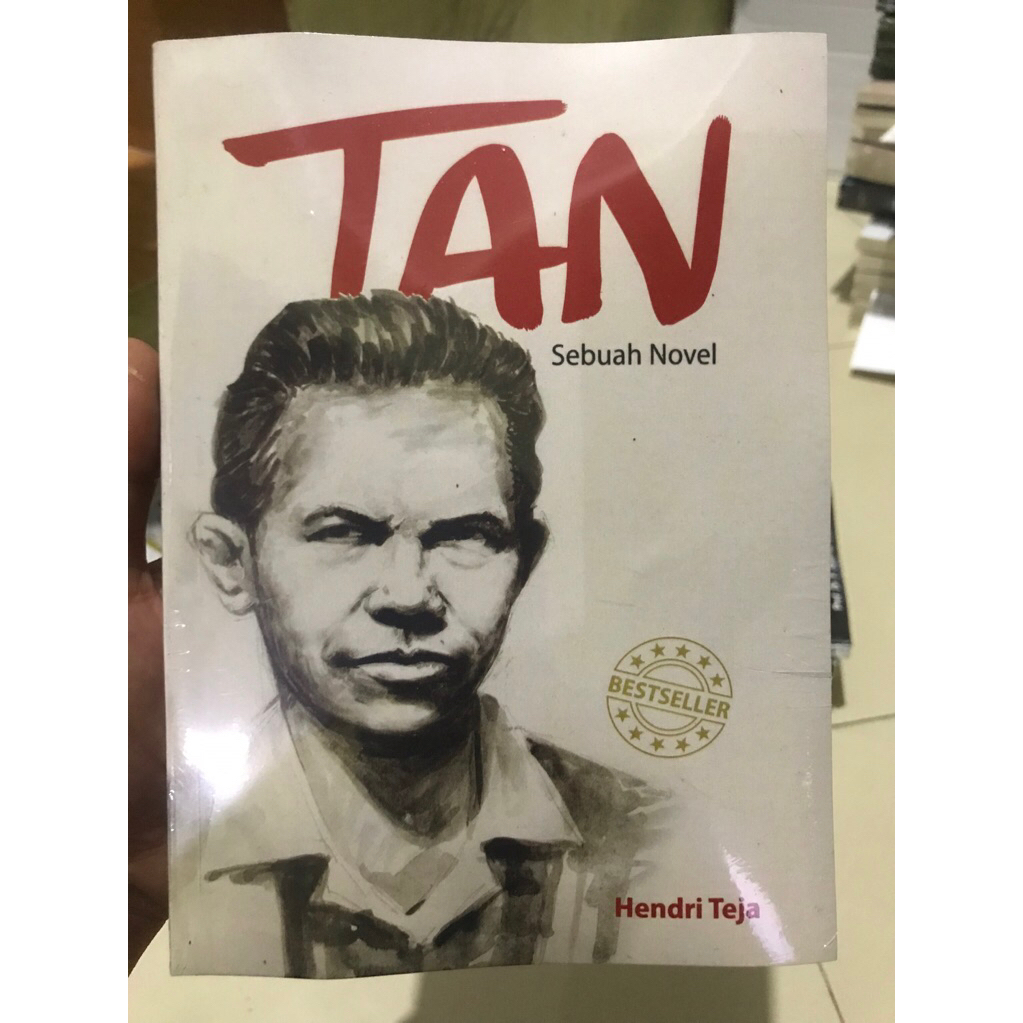 TAN
Sebuah Novel
BESTSELLER
Hendri Teja